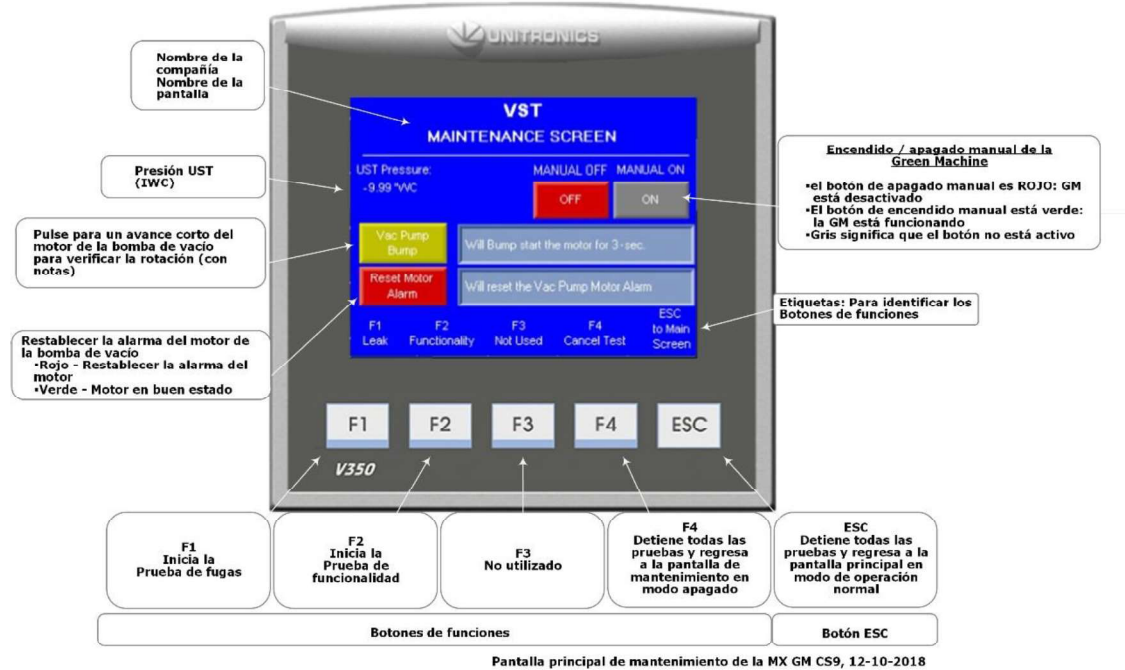 UNITRONICS
Nombre de la
compañía
Nombre de la
pantalla
VST
MAINTENANCE SCREEN
Presión UST
(IWC)
UST Pressure:
-9.99 "WC
MANUAL OFF
MANUAL ON
OFF
ON
Encendido / apagado manual de la
Green Machine
•el botón de apagado manual es ROJO: GM
está desactivado
•El botón de encendido manual está verde:
la GM está funcionando
•Gris significa que el botón no está activo
Pulse para un avance corto del
motor de la bomba de vacío
para verificar la rotación (con
notas)
Vac Pump
Bump
Will Bump start the motor for 3-sec.
Reset Motor
Alarm
Will reset the Vac Pump Motor Alarm
Etiquetas: Para identificar los
Botones de funciones
Restablecer la alarma del motor de
la bomba de vacío
•Rojo - Restablecer la alarma del
motor
•Verde - Motor en buen estado
F1
Leak
F2
Functionality
F3
Not Used
F4
Cancel Test
ESC
to Main
Screen
F1
F2
F3
F4
ESC
V350
F1
Inicia la
Prueba de fugas
F2
Inicia la
Prueba de
funcionalidad
F3
No utilizado
F4
Detiene todas las
pruebas y regresa
a la pantalla de
mantenimiento en
modo apagado
ESC
Detiene todas las
pruebas y regresa a la
pantalla principal en
modo de operación
normal
Botones de funciones
Botón ESC
Pantalla principal de mantenimiento de la MX GM CS9, 12-10-2018